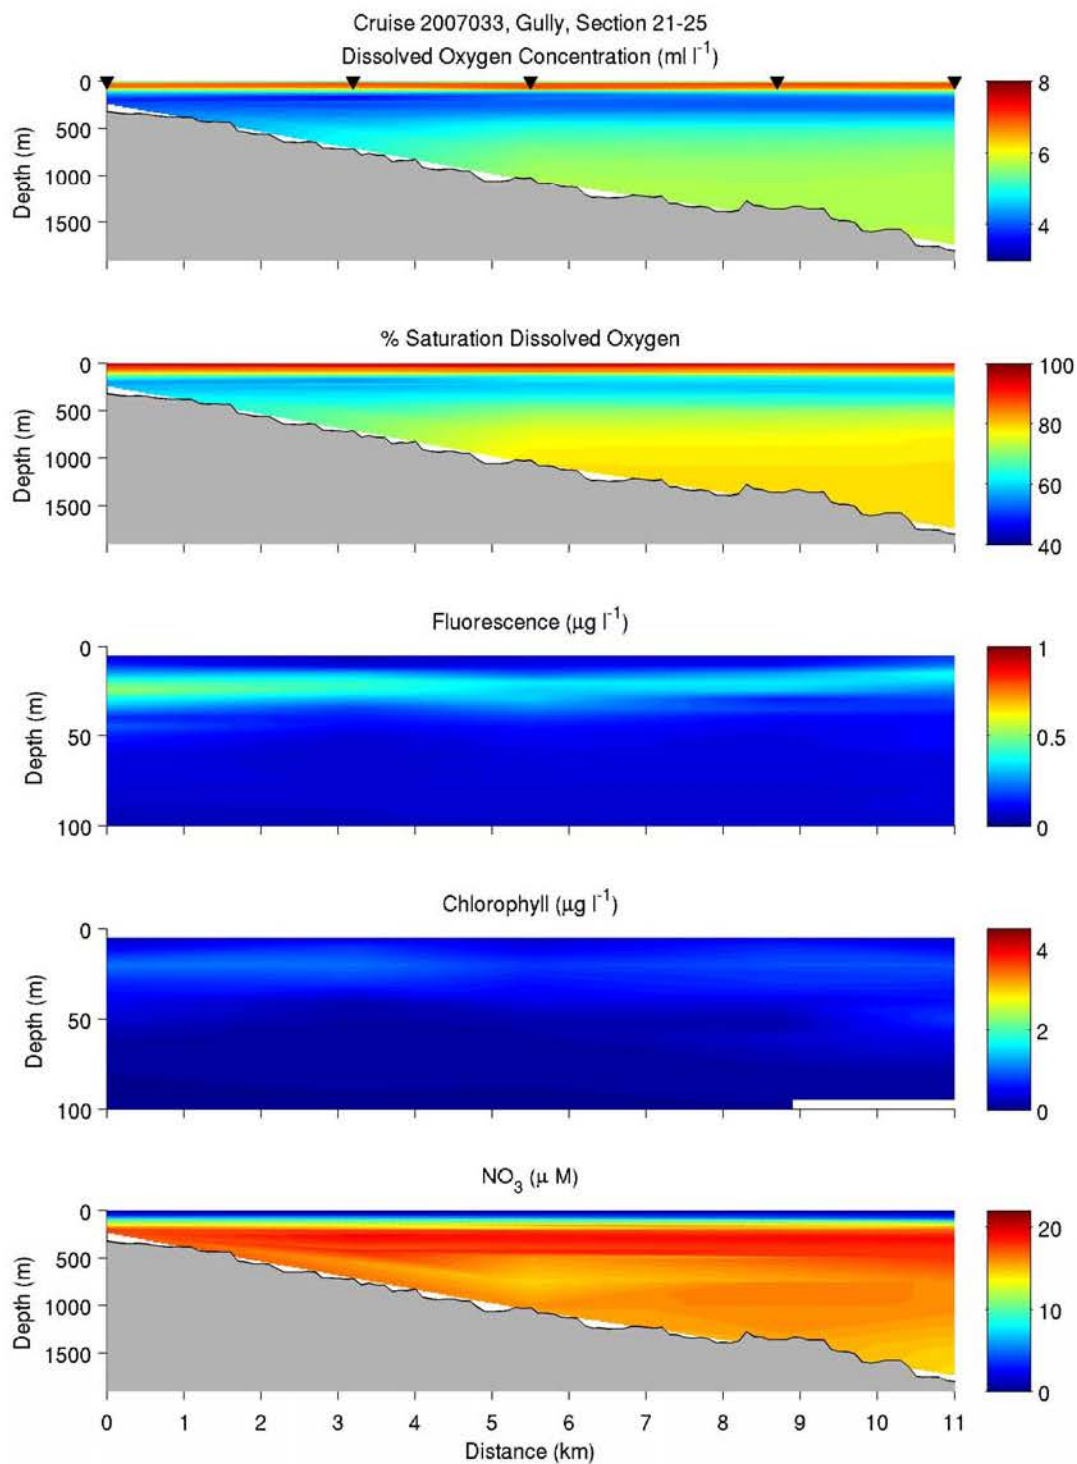 Cruise 2007033, Gully, Section 21-25
Dissolved Oxygen Concentration (ml l⁻¹)
0
500
1000
1500
Depth (m)
8
6
4
% Saturation Dissolved Oxygen
0
500
1000
1500
Depth (m)
100
80
60
40
Fluorescence (μg l⁻¹)
0
50
100
Depth (m)
1
0.5
0
Chlorophyll (μg l⁻¹)
0
50
100
Depth (m)
4
2
0
NO₃ (μ M)
0
500
1000
1500
Depth (m)
20
10
0
0 1 2 3 4 5 6 7 8 9 10 11
Distance (km)